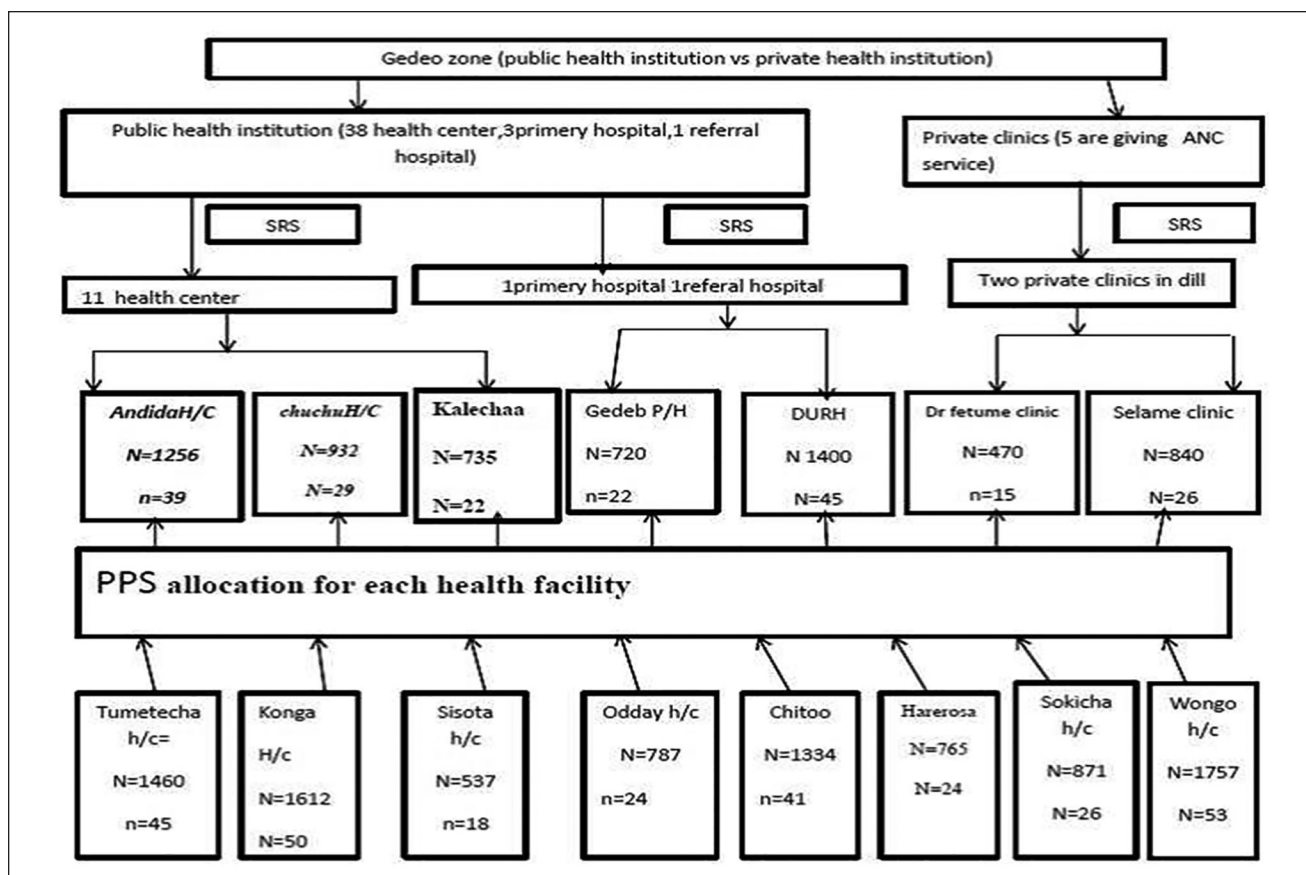 Gedeo zone (public health institution vs private health institution)
Public health institution (38 health center,3primery hospital,1 referral
hospital)
Private clinics (5 are giving ANC
service)
SRS
SRS
SRS
11 health center
1primery hospital 1referal hospital
Two private clinics in dill
AndidaH/C
N=1256
n=39
chuchuH/C
N=932
N=29
Kalechaa
N=735
N=22
Gedeb P/H
N=720
n=22
DURH
N 1400
N=45
Dr fetume clinic
N=470
n=15
Selame clinic
N=840
N=26
PPS allocation for each health facility
Tumetecha
h/c=
N=1460
n=45
Konga
H/c
N=1612
N=50
Sisota
h/c
N=537
n=18
Odday h/c
N=787
n=24
Chitoo
N=1334
n=41
Harerosa
N=765
N=24
Sokicha
h/c
N=871
N=26
Wongo
h/c
N=1757
N=53